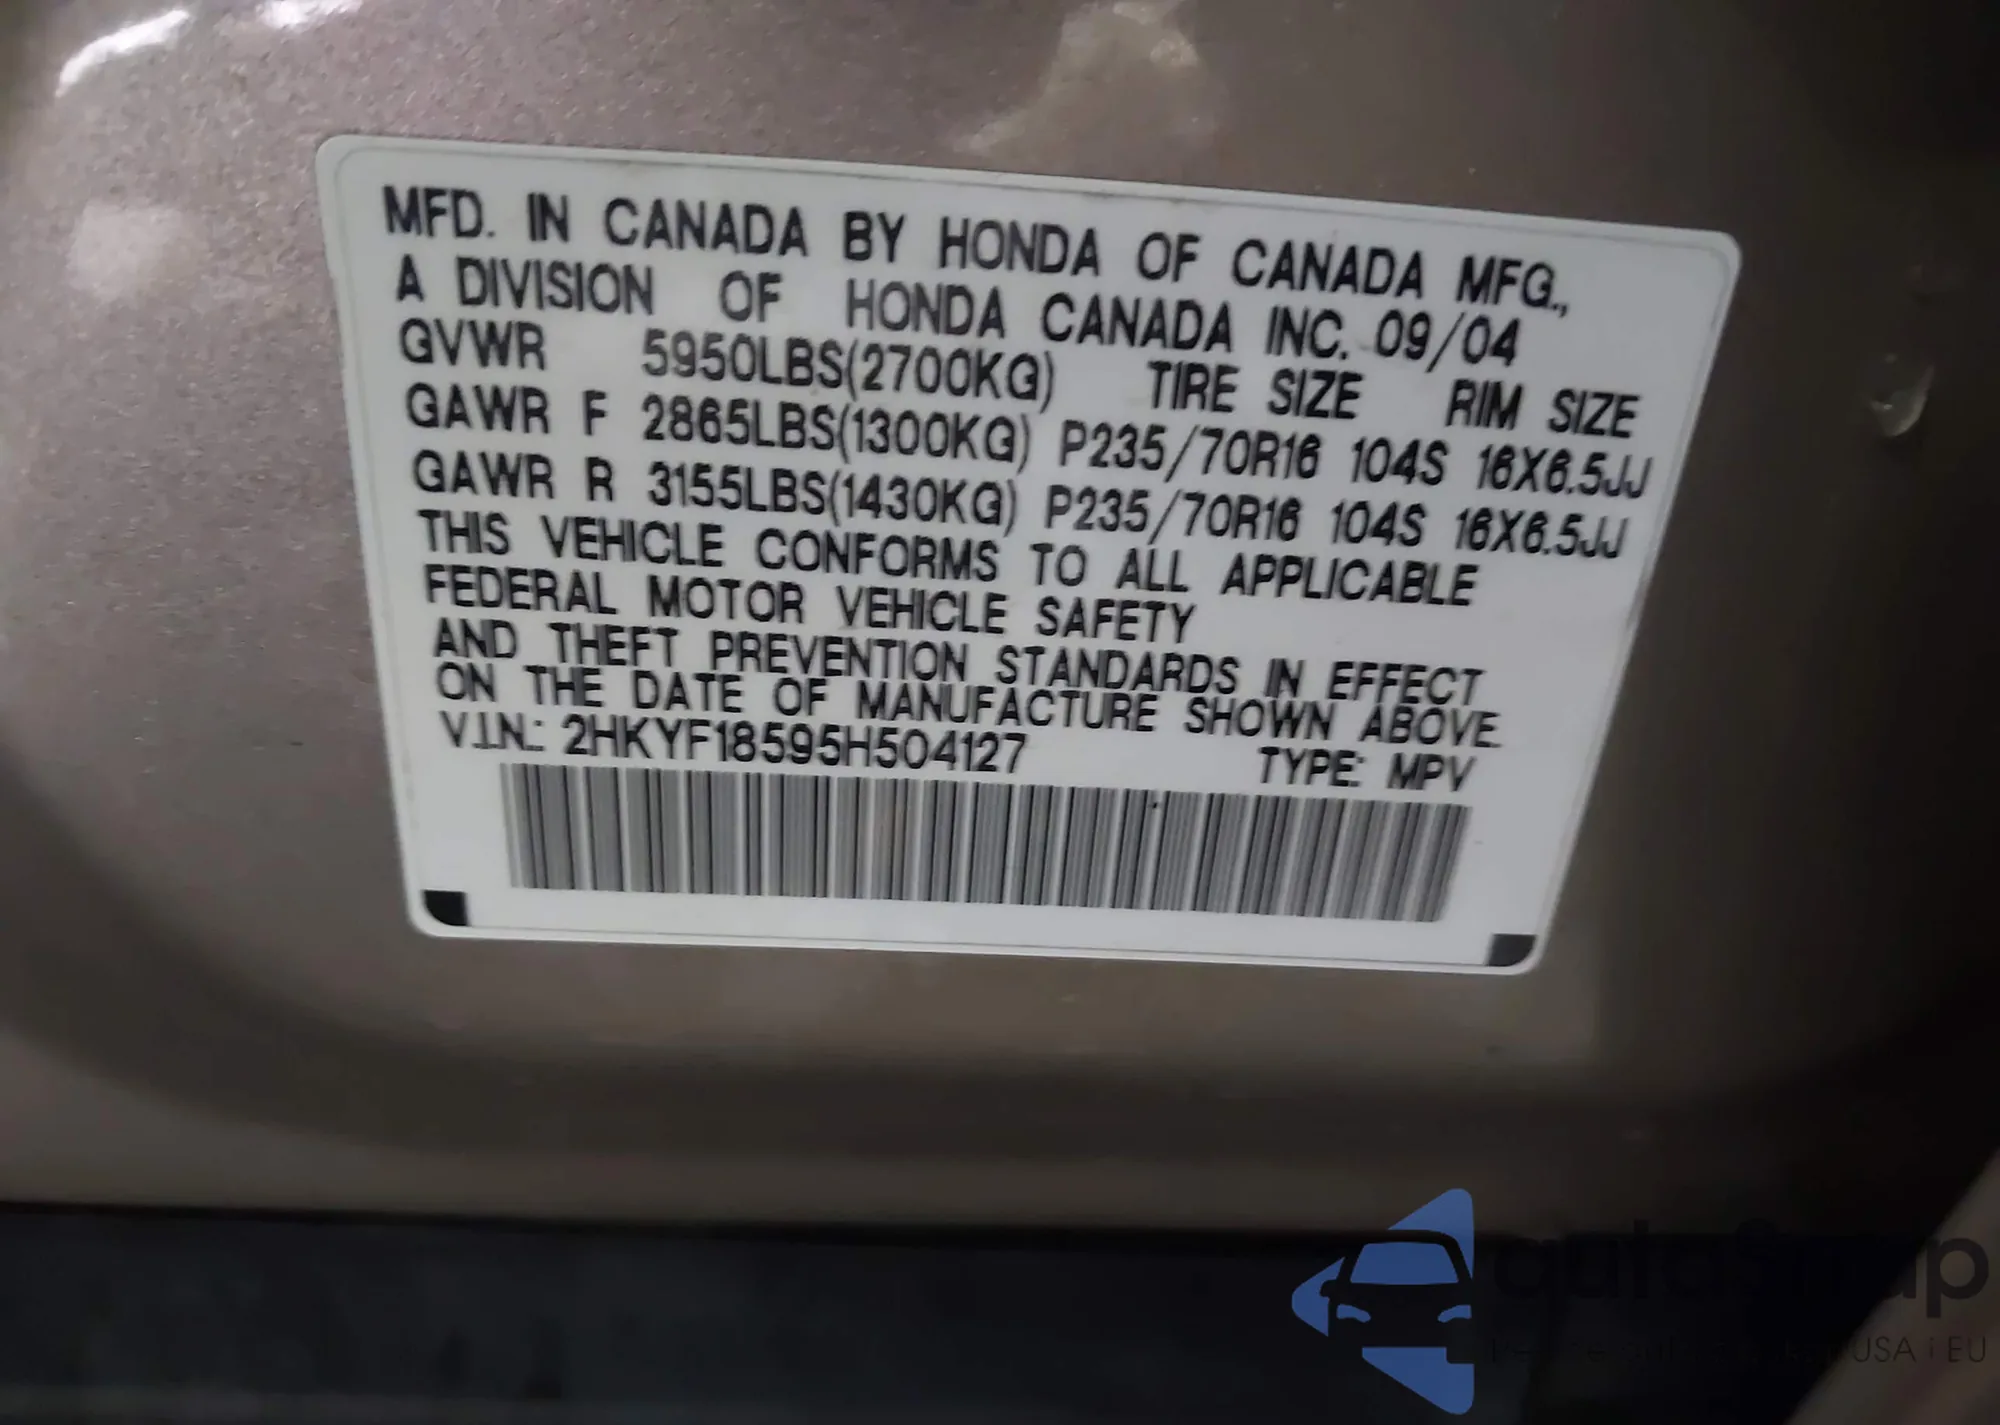 MFD. IN CANADA BY HONDA OF CANADA MFG.,
A DIVISION OF HONDA CANADA INC. 09/04
GVWR 5950LBS(2700KG) TIRE SIZE RIM SIZE
GAWR F 2865LBS(1300KG) P235/70R16 104S 16X6.5JJ
GAWR R 3155LBS(1430KG) P235/70R16 104S 16X6.5JJ
THIS VEHICLE CONFORMS TO ALL APPLICABLE
FEDERAL MOTOR VEHICLE SAFETY
AND THEFT PREVENTION STANDARDS IN EFFECT
ON THE DATE OF MANUFACTURE SHOWN ABOVE.
V.I.N.: 2HKYF18595H504127 TYPE: MPV
USA i EU